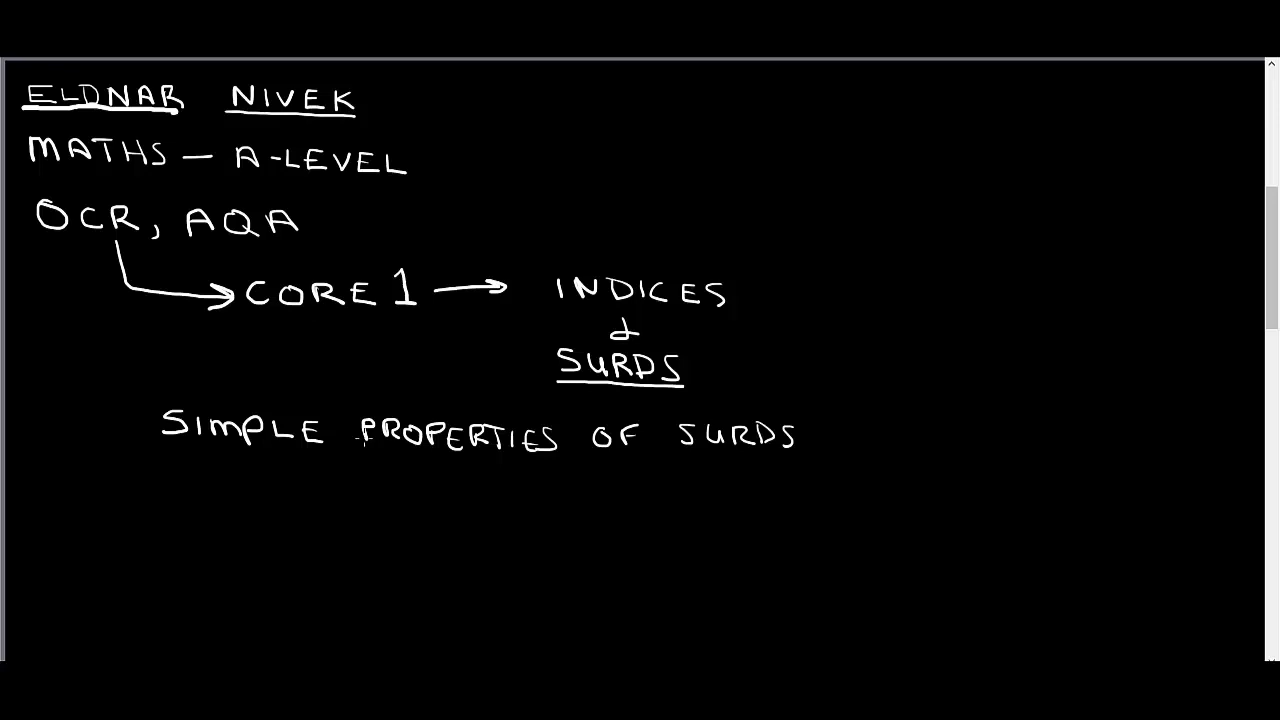 ELDNAR NIVEK
MATHS — A-LEVEL
OCR, AQA
CORE 1 → INDICES
&
SURDS
SIMPLE PROPERTIES OF SURDS